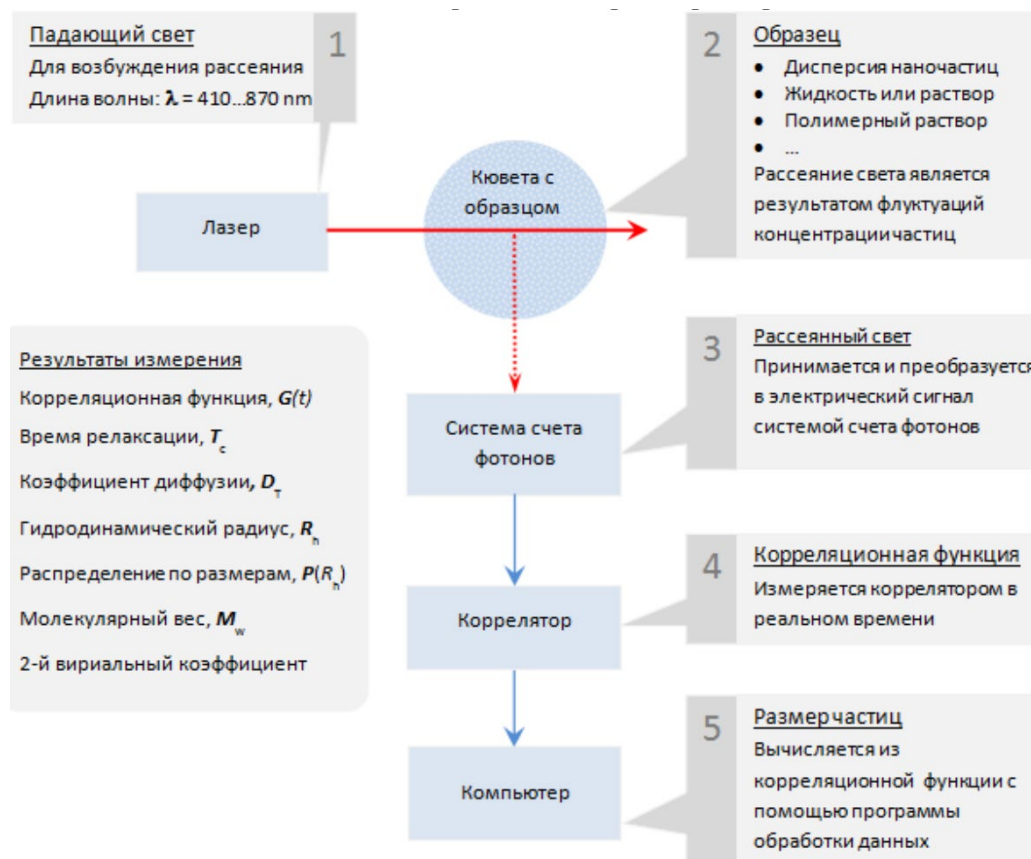 Падающий свет
Для возбуждения рассеяния
Длина волны: λ = 410...870 nm
1
2
Образец
• Дисперсия наночастиц
• Жидкость или раствор
• Полимерный раствор
• ...
Рассеяние света является
результатом флуктуаций
концентрации частиц
Лазер
Кювета с
образцом
3
Рассеянный свет
Принимается и преобразуется
в электрический сигнал
системой счета фотонов
Система счета
фотонов
Результаты измерения
Корреляционная функция, G(t)
Время релаксации, Tc
Коэффициент диффузии, DT
Гидродинамический радиус, Rh
Распределение по размерам, P(Rh)
Молекулярный вес, Mw
2-й вириальный коэффициент
4
Корреляционная функция
Измеряется коррелятором в
реальном времени
Коррелятор
5
Размер частиц
Вычисляется из
корреляционной функции с
помощью программы
обработки данных
Компьютер